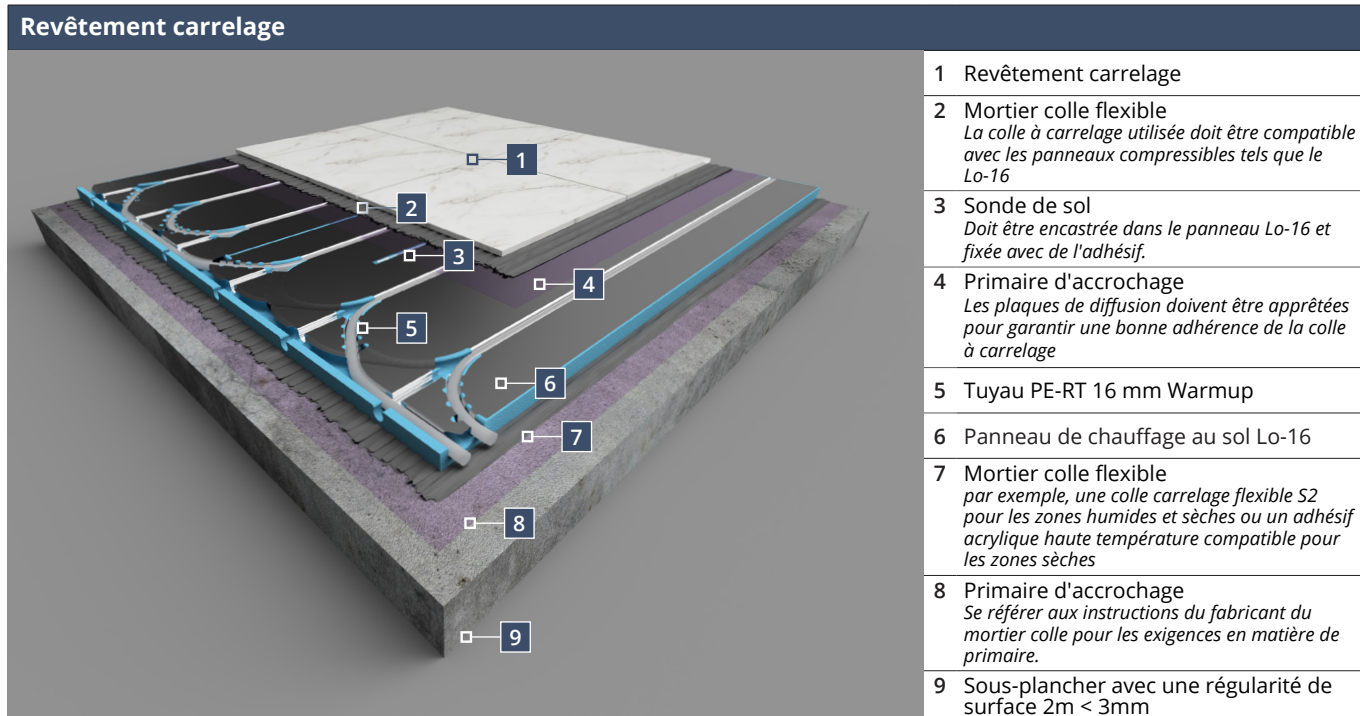 Revêtement carrelage
1
2
3
4
5
6
7
8
9
1 Revêtement carrelage
2 Mortier colle flexible
La colle à carrelage utilisée doit être compatible
avec les panneaux compressibles tels que le
Lo-16
3 Sonde de sol
Doit être encastrée dans le panneau Lo-16 et
fixée avec de l'adhésif.
4 Primaire d'accrochage
Les plaques de diffusion doivent être apprêtées
pour garantir une bonne adhérence de la colle
à carrelage
5 Tuyau PE-RT 16 mm Warmup
6 Panneau de chauffage au sol Lo-16
7 Mortier colle flexible
par exemple, une colle carrelage flexible S2
pour les zones humides et sèches ou un adhésif
acrylique haute température compatible pour
les zones sèches
8 Primaire d'accrochage
Se référer aux instructions du fabricant du
mortier colle pour les exigences en matière de
primaire.
9 Sous-plancher avec une régularité de
surface 2m < 3mm